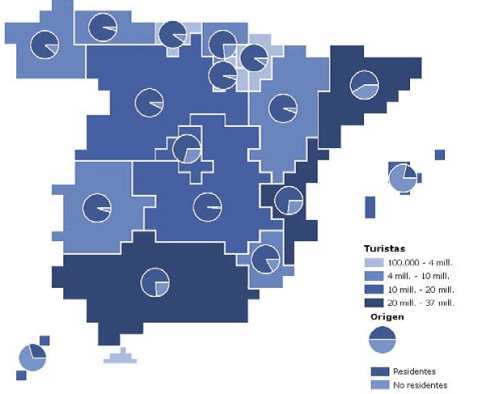 Turistas
100.000 - 4 mill.
4 mill. - 10 mill.
10 mill. - 20 mill.
20 mill. - 37 mill.
Origen
Residentes
No residentes